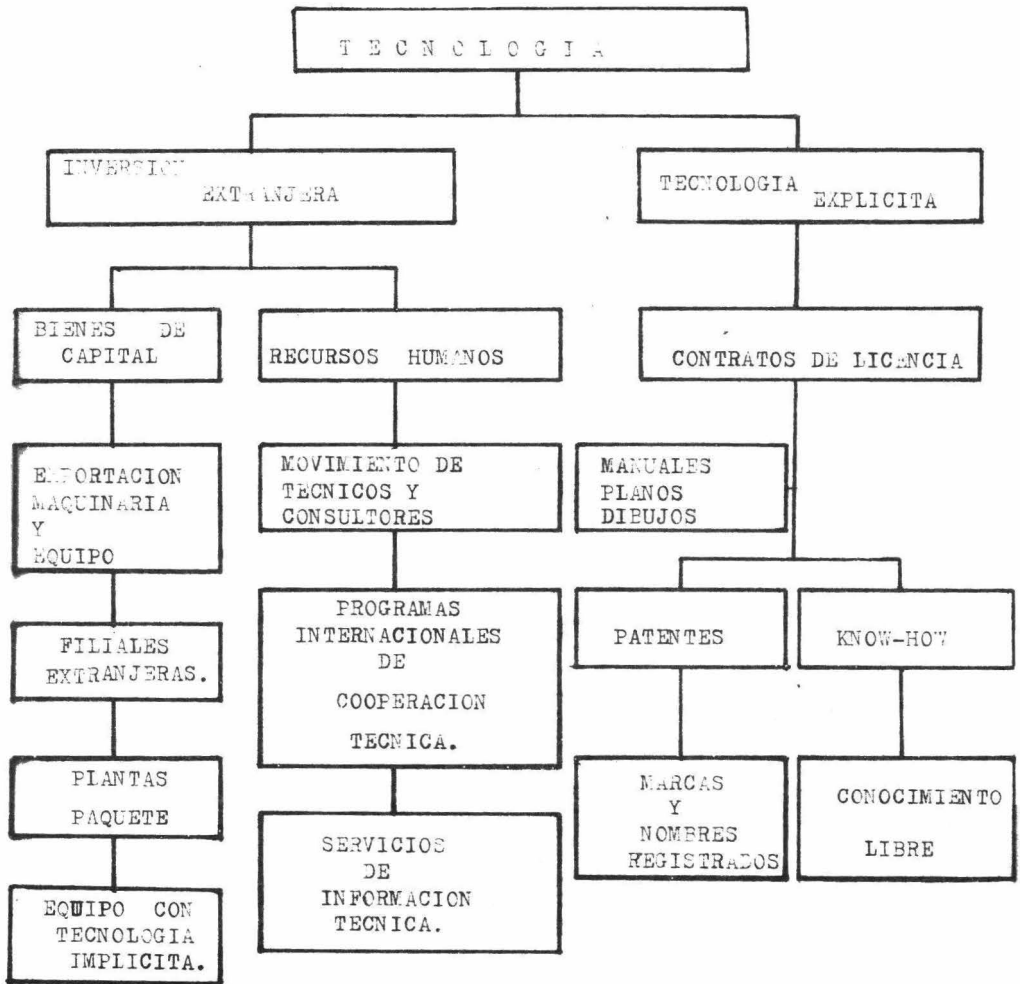 TECNOLOGIA
INVERSION
EXTRANJERA
TECNOLOGIA
EXPLICITA
BIENES DE
CAPITAL
RECURSOS HUMANOS
CONTRATOS DE LICENCIA
EXPORTACION
MAQUINARIA
Y
EQUIPO
MOVIMIENTO DE
TECNICOS Y
CONSULTORES
MANUALES
PLANOS
DIBUJOS
FILIALES
EXTRANJERAS.
PROGRAMAS
INTERNACIONALES
DE
COOPERACION
TECNICA.
PATENTES
KNOW-HOW
PLANTAS
PAQUETE
SERVICIOS
DE
INFORMACION
TECNICA.
MARCAS
Y
NOMBRES
REGISTRADOS
CONOCIMIENTO
LIBRE
EQUIPO CON
TECNOLOGIA
IMPLICITA.